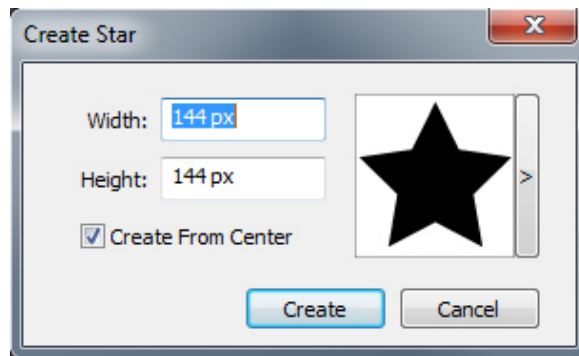 Create Star
Width: 144 px
Height: 144 px
>
Create From Center
Create Cancel